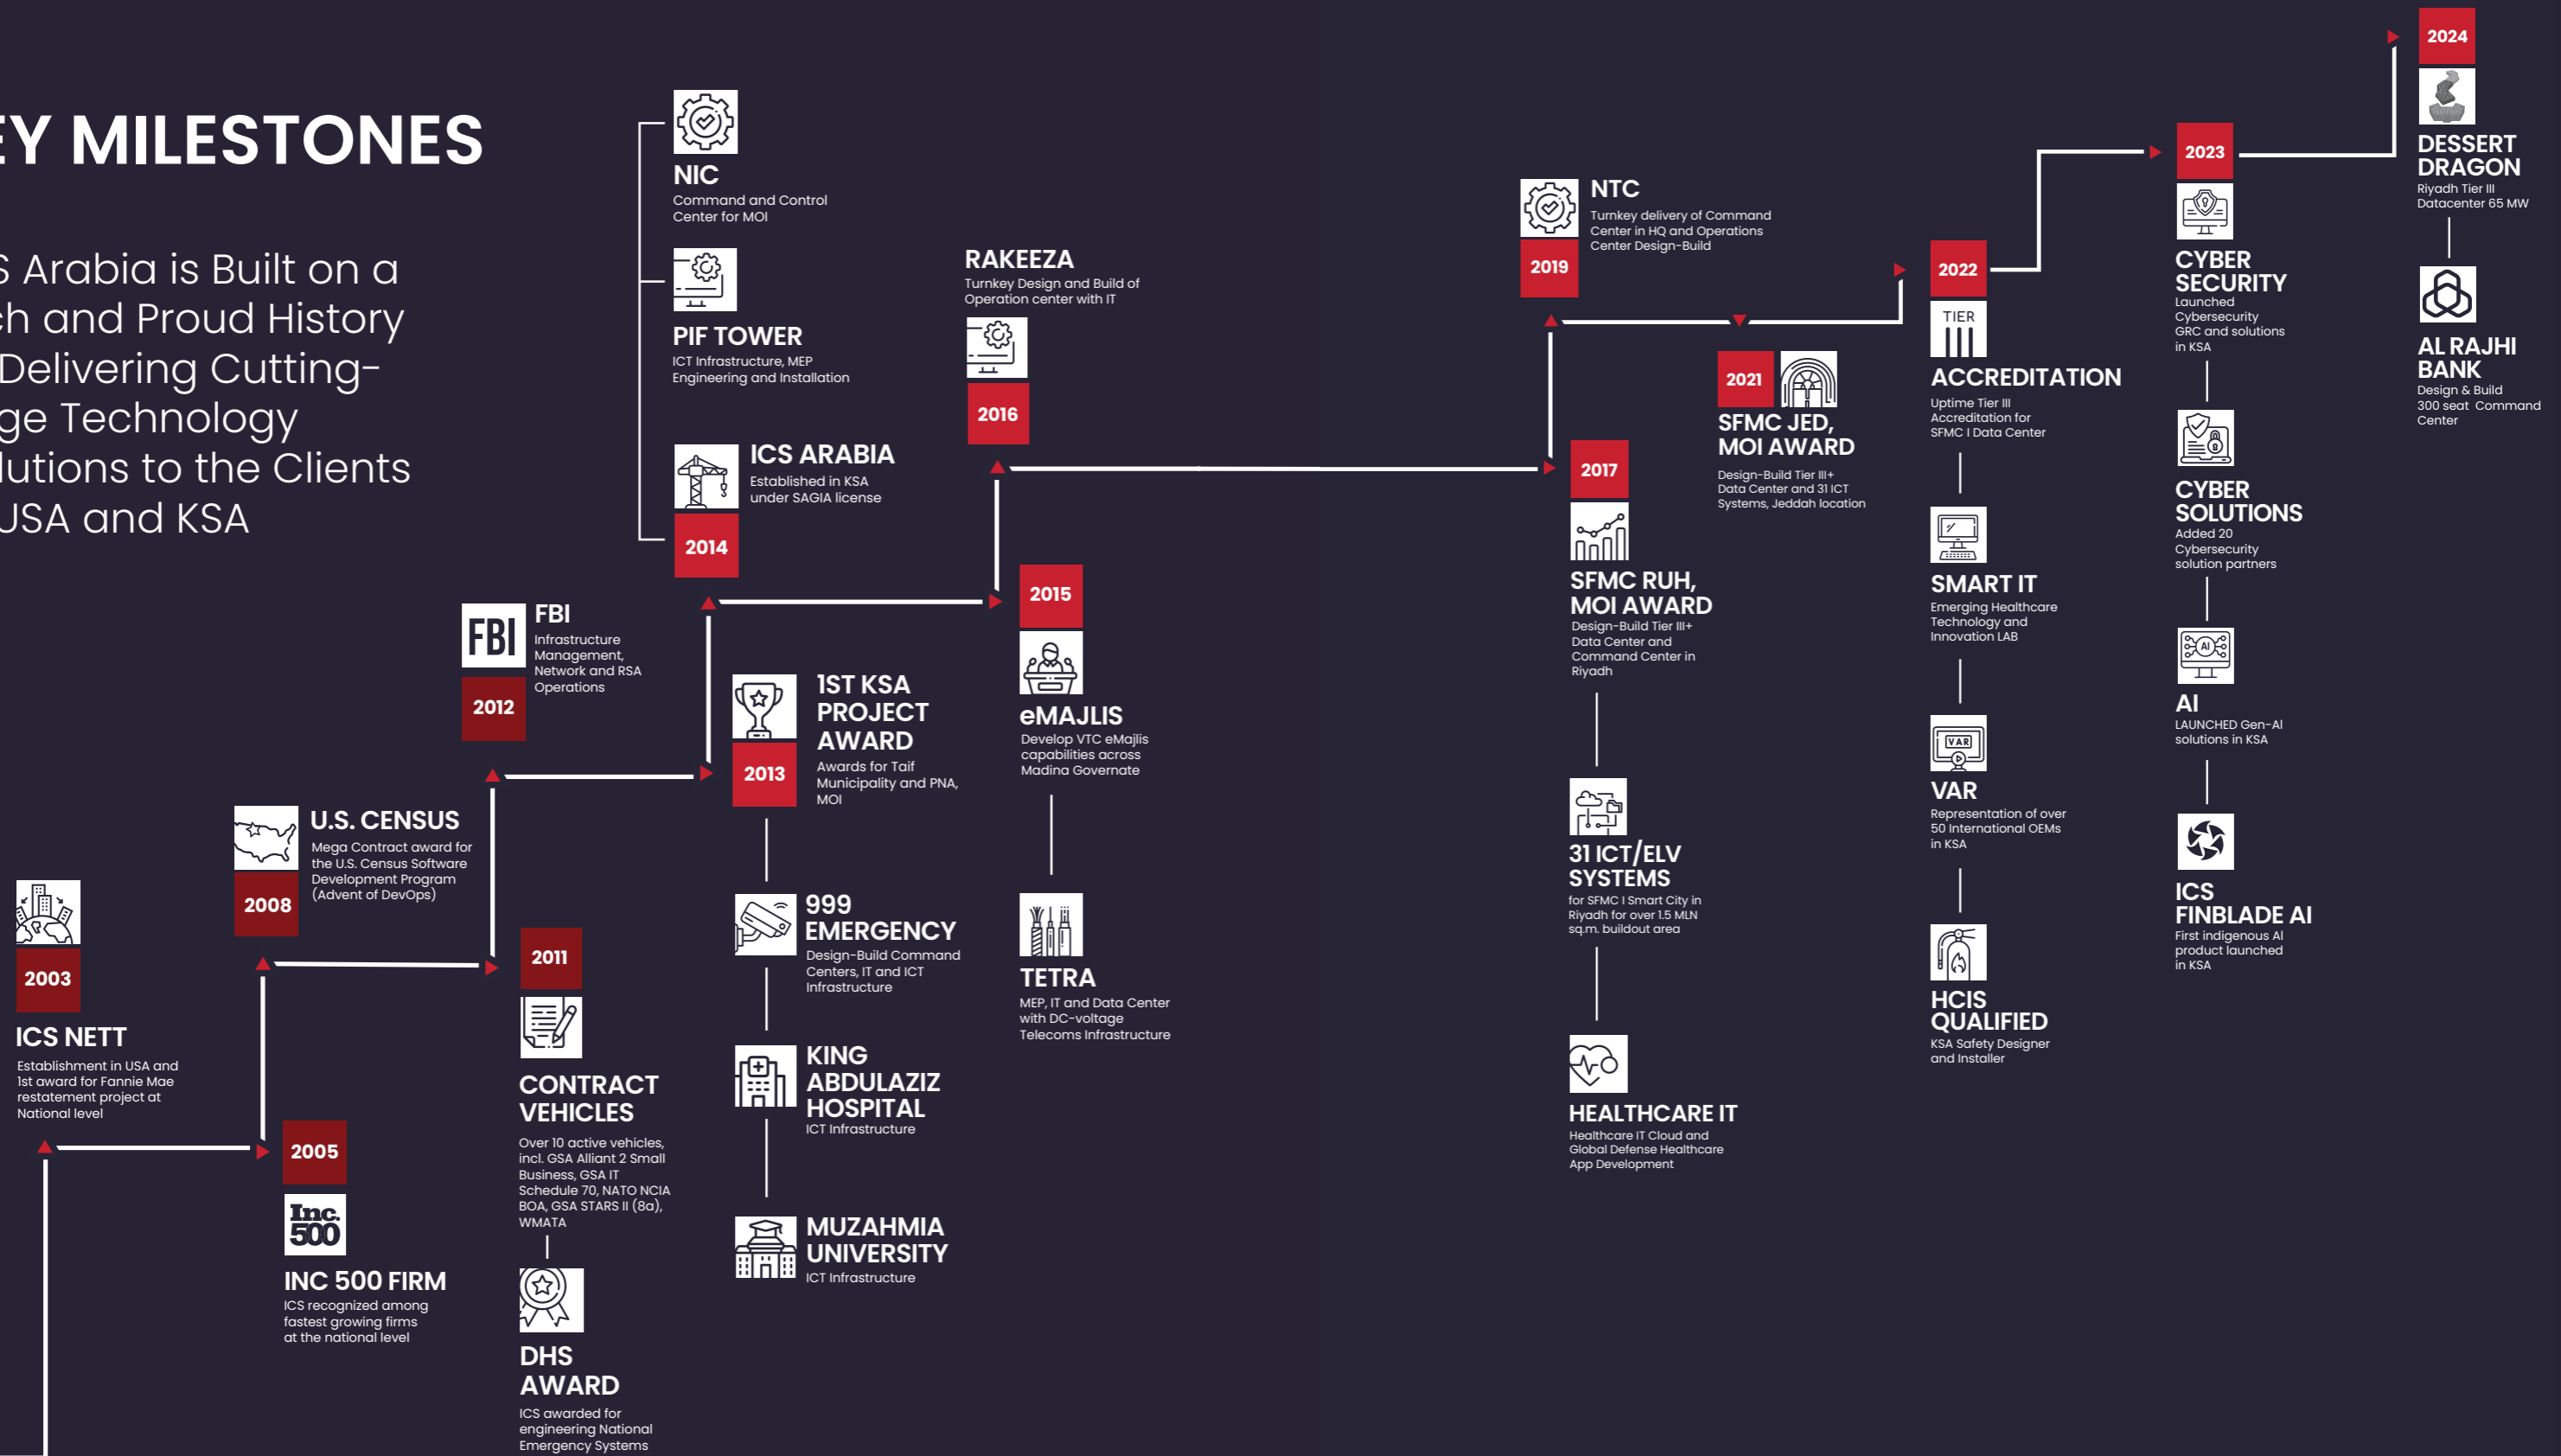 EY MILESTONES
S Arabia is Built on a
ch and Proud History
Delivering Cutting-
ge Technology
lutions to the Clients
USA and KSA
2003
ICS NETT
Establishment in USA and
1st award for Fannie Mae
restatement project at
National level
2005
Inc.
500
INC 500 FIRM
ICS recognized among
fastest growing firms
at the national level
U.S. CENSUS
Mega Contract award for
the U.S. Census Software
Development Program
(Advent of DevOps)
2008
2011
CONTRACT
VEHICLES
Over 10 active vehicles,
incl. GSA Alliant 2 Small
Business, GSA IT
Schedule 70, NATO NCIA
BOA, GSA STARS II (8a),
WMATA
DHS
AWARD
ICS awarded for
engineering National
Emergency Systems
FBI
FBI
Infrastructure
Management,
Network and RSA
Operations
2012
1ST KSA
PROJECT
AWARD
2013
Awards for Taif
Municipality and PNA,
MOI
999
EMERGENCY
Design-Build Command
Centers, IT and ICT
Infrastructure
KING
ABDULAZIZ
HOSPITAL
ICT Infrastructure
MUZAHMIA
UNIVERSITY
ICT Infrastructure
NIC
Command and Control
Center for MOI
PIF TOWER
ICT Infrastructure, MEP
Engineering and Installation
ICS ARABIA
Established in KSA
under SAGIA license
2014
2015
eMAJLIS
Develop VTC eMajlis
capabilities across
Madina Governate
TETRA
MEP, IT and Data Center
with DC-voltage
Telecoms Infrastructure
RAKEEZA
Turnkey Design and Build of
Operation center with IT
2016
2017
SFMC RUH,
MOI AWARD
Design-Build Tier III+
Data Center and
Command Center in
Riyadh
31 ICT/ELV
SYSTEMS
for SFMC I Smart City in
Riyadh for over 1.5 MLN
sq.m. buildout area
HEALTHCARE IT
Healthcare IT Cloud and
Global Defense Healthcare
App Development
NTC
Turnkey delivery of Command
Center in HQ and Operations
Center Design-Build
2019
2021
SFMC JED,
MOI AWARD
Design-Build Tier III+
Data Center and 31 ICT
Systems, Jeddah location
2022
TIER
III
ACCREDITATION
Uptime Tier III
Accreditation for
SFMC I Data Center
SMART IT
Emerging Healthcare
Technology and
Innovation LAB
VAR
VAR
Representation of over
50 International OEMs
in KSA
HCIS
QUALIFIED
KSA Safety Designer
and Installer
2023
CYBER
SECURITY
Launched
Cybersecurity
GRC and solutions
in KSA
CYBER
SOLUTIONS
Added 20
Cybersecurity
solution partners
AI
AI
LAUNCHED Gen-AI
solutions in KSA
ICS
FINBLADE AI
First indigenous AI
product launched
in KSA
2024
DESSERT
DRAGON
Riyadh Tier III
Datacenter 65 MW
AL RAJHI
BANK
Design & Build
300 seat Command
Center